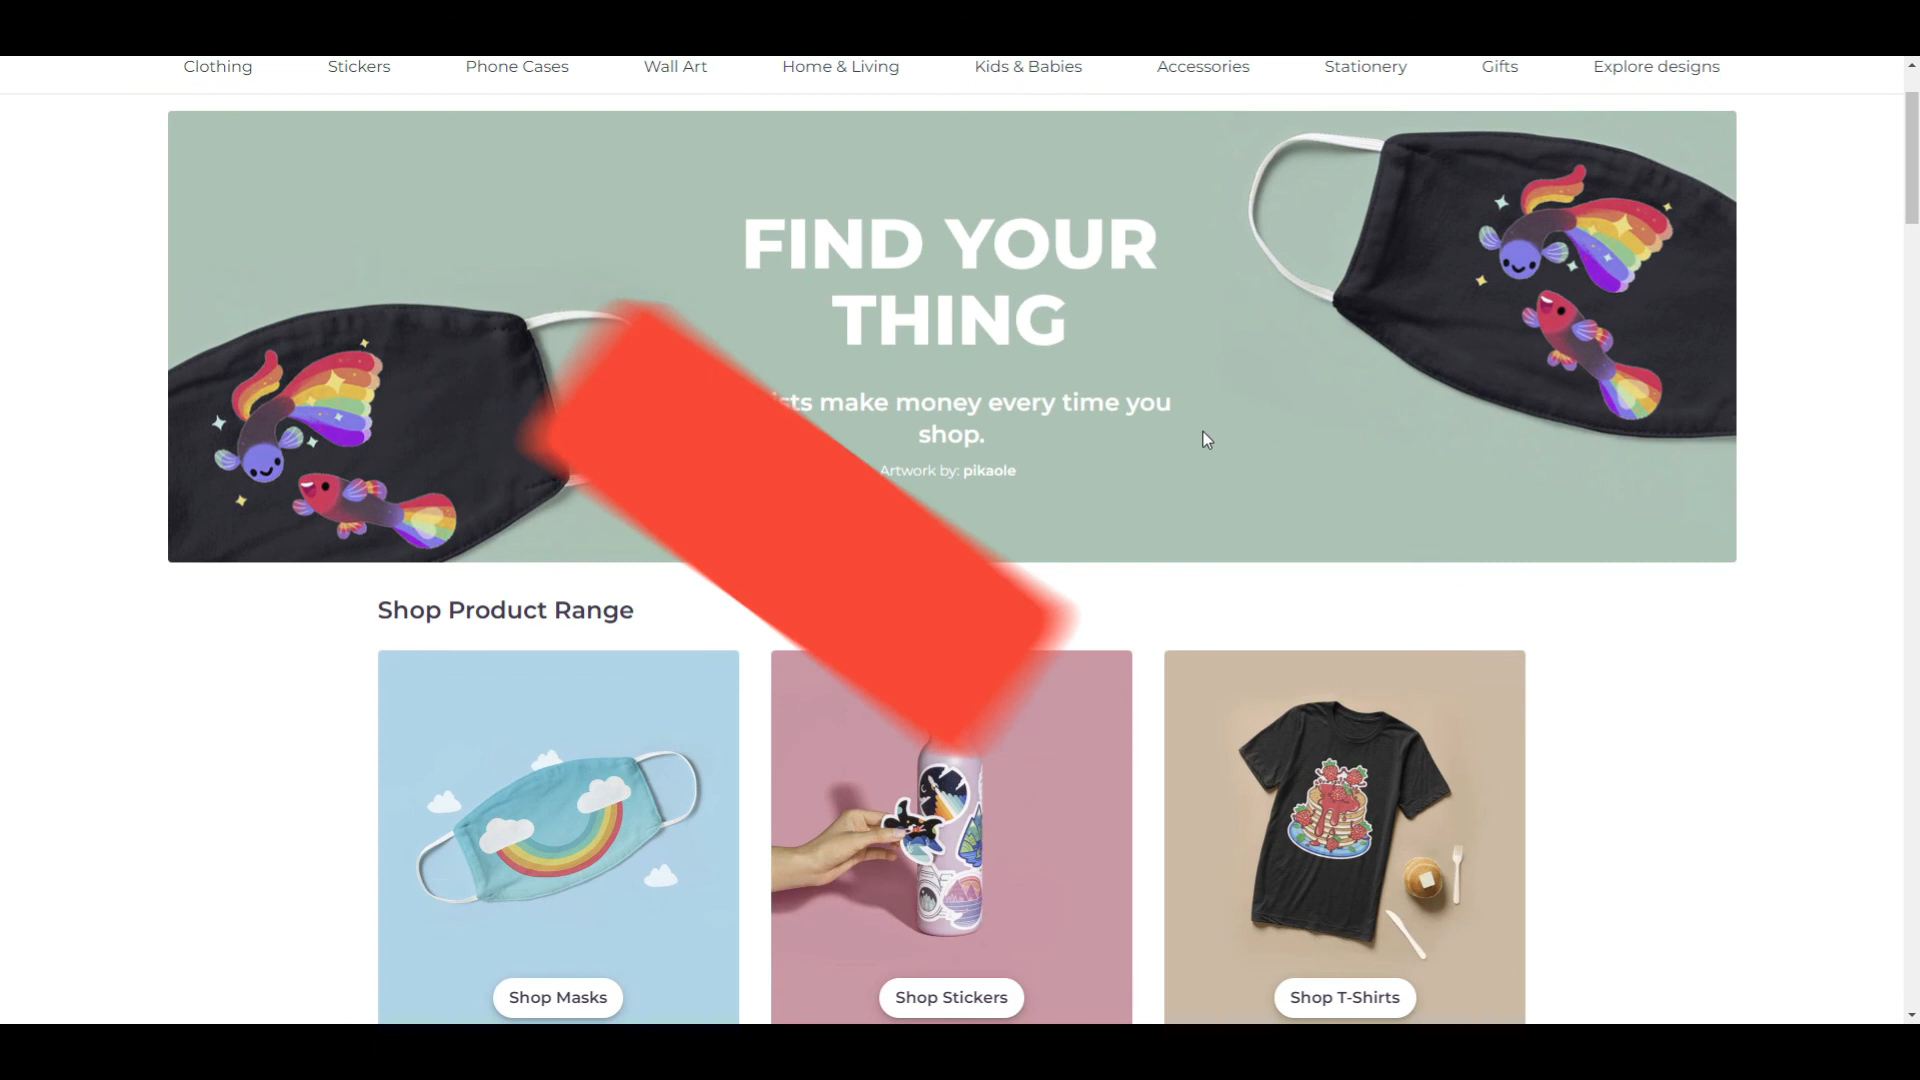 Clothing Stickers Phone Cases Wall Art Home & Living Kids & Babies Accessories Stationery Gifts Explore designs
FIND YOUR
THING
make money every time you
shop.
Artwork by: pikaole
Shop Product Range
Shop Masks
Shop Stickers
Shop T-Shirts